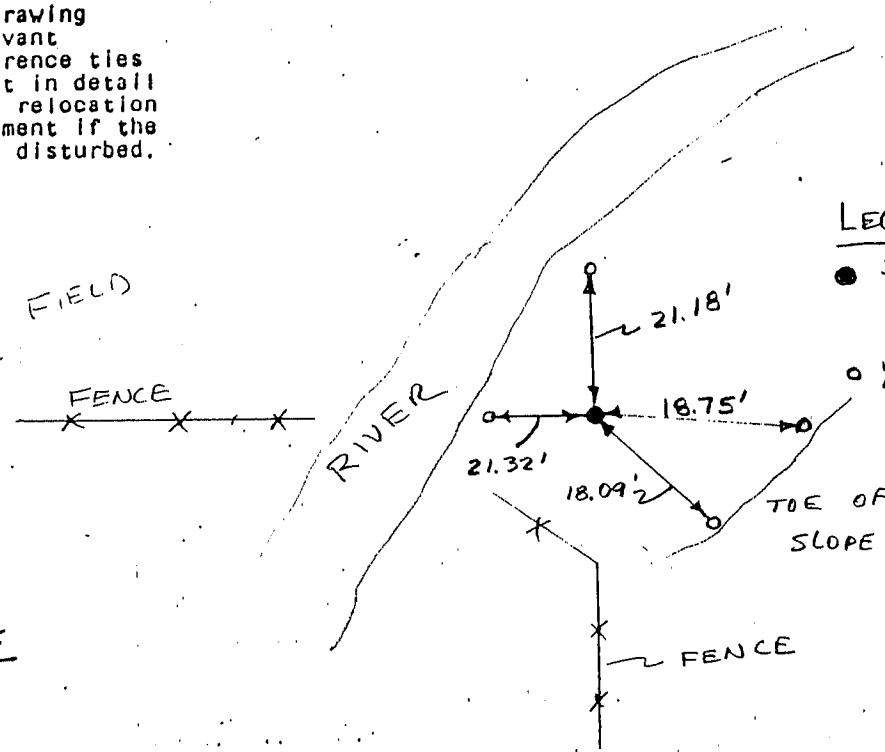 rawing
vant
rence ties
t in detail
relocation
ment if the
disturbed.
LEG
FIELD
21.18'
FENCE
18.75'
RIVER
21.32'
18.09'
TOE OF
SLOPE
E
FENCE